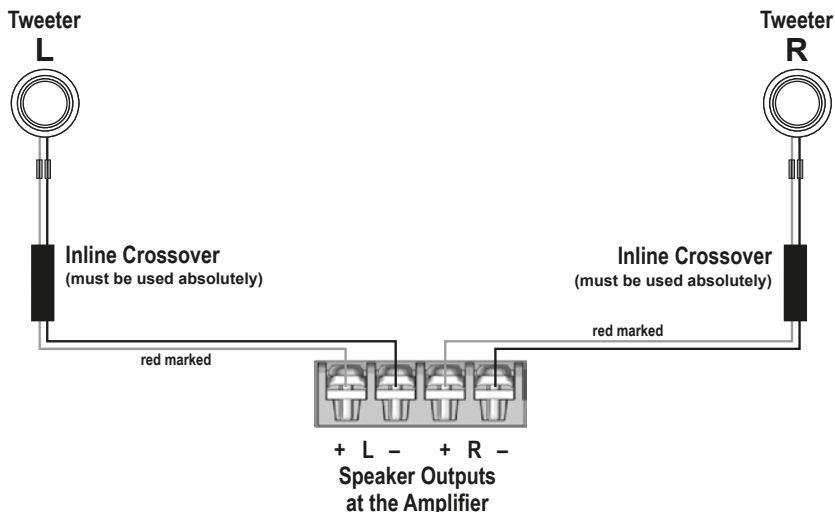 Tweeter
L
Tweeter
R
Inline Crossover
(must be used absolutely)
Inline Crossover
(must be used absolutely)
red marked
red marked
+ L – + R –
Speaker Outputs
at the Amplifier